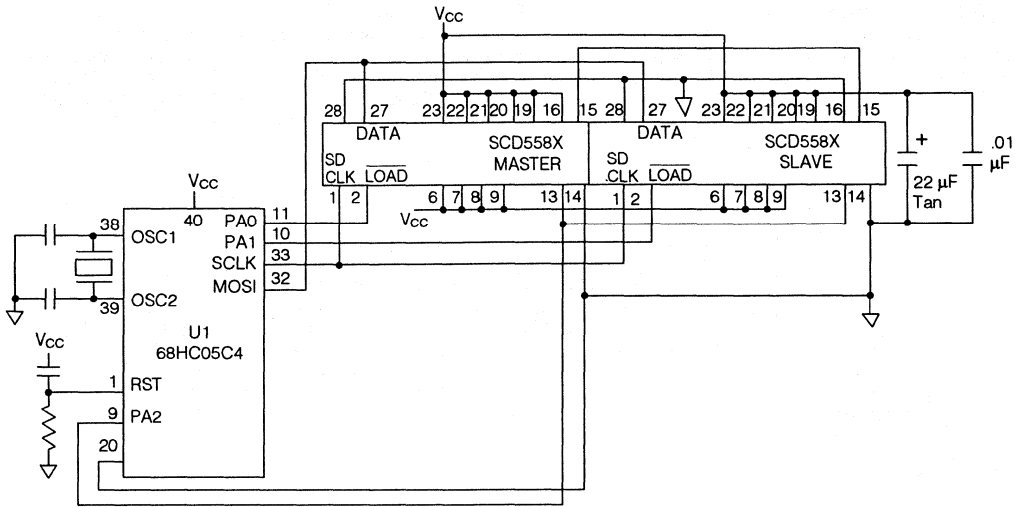 VCC
28 27 23 22 21 20 19 16 15 28 27 23 22 21 20 19 16 15
DATA DATA
SCD558X MASTER
SCD558X SLAVE
SD CLK LOAD
SD .CLK LOAD
1 2 6 7 8 9 13 14 1 2 6 7 8 9 13 14
+
22 µF
Tan
.01
µF
VCC
VCC
40
11 PA0
10 PA1
33 SCLK
32 MOSI
38 OSC1
39 OSC2
U1
68HC05C4
VCC
1 RST
9 PA2
20